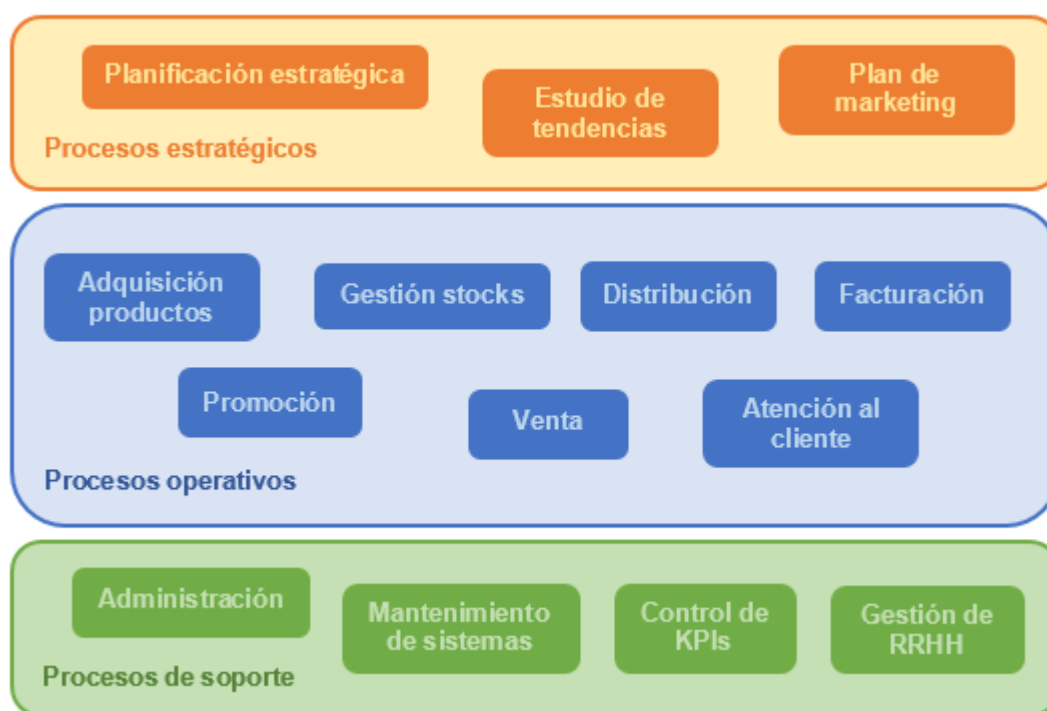 Planificación estratégica
Estudio de
tendencias
Plan de
marketing
Procesos estratégicos
Adquisición
productos
Gestión stocks
Distribución
Facturación
Promoción
Venta
Atención al
cliente
Procesos operativos
Administración
Mantenimiento
de sistemas
Control de
KPIs
Gestión de
RRHH
Procesos de soporte